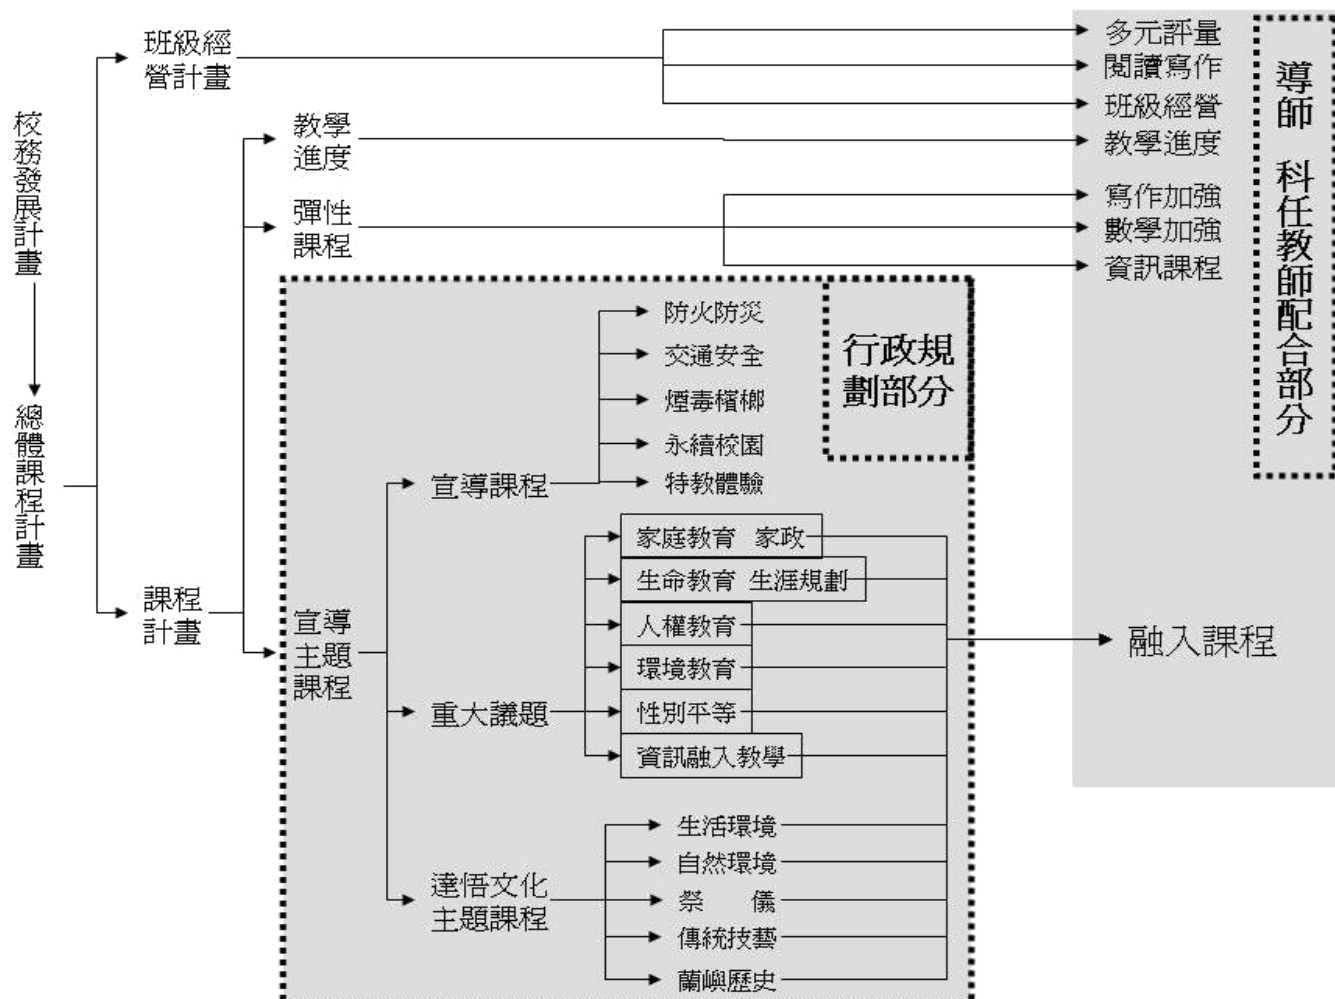 校務發展計畫
總體課程計畫
班級經
營計畫
課程
計畫
教學
進度
彈性
課程
宣導
主題
課程
宣導課程
防火防災
交通安全
煙毒檳榔
永續校園
特教體驗
重大議題
家庭教育 家政
生命教育 生涯規劃
人權教育
環境教育
性別平等
資訊融入教學
達悟文化
主題課程
生活環境
自然環境
祭 儀
傳統技藝
蘭嶼歷史
行政規
劃部分
多元評量
閱讀寫作
班級經營
教學進度
寫作加強
數學加強
資訊課程
融入課程
導師 科任教師配合部分